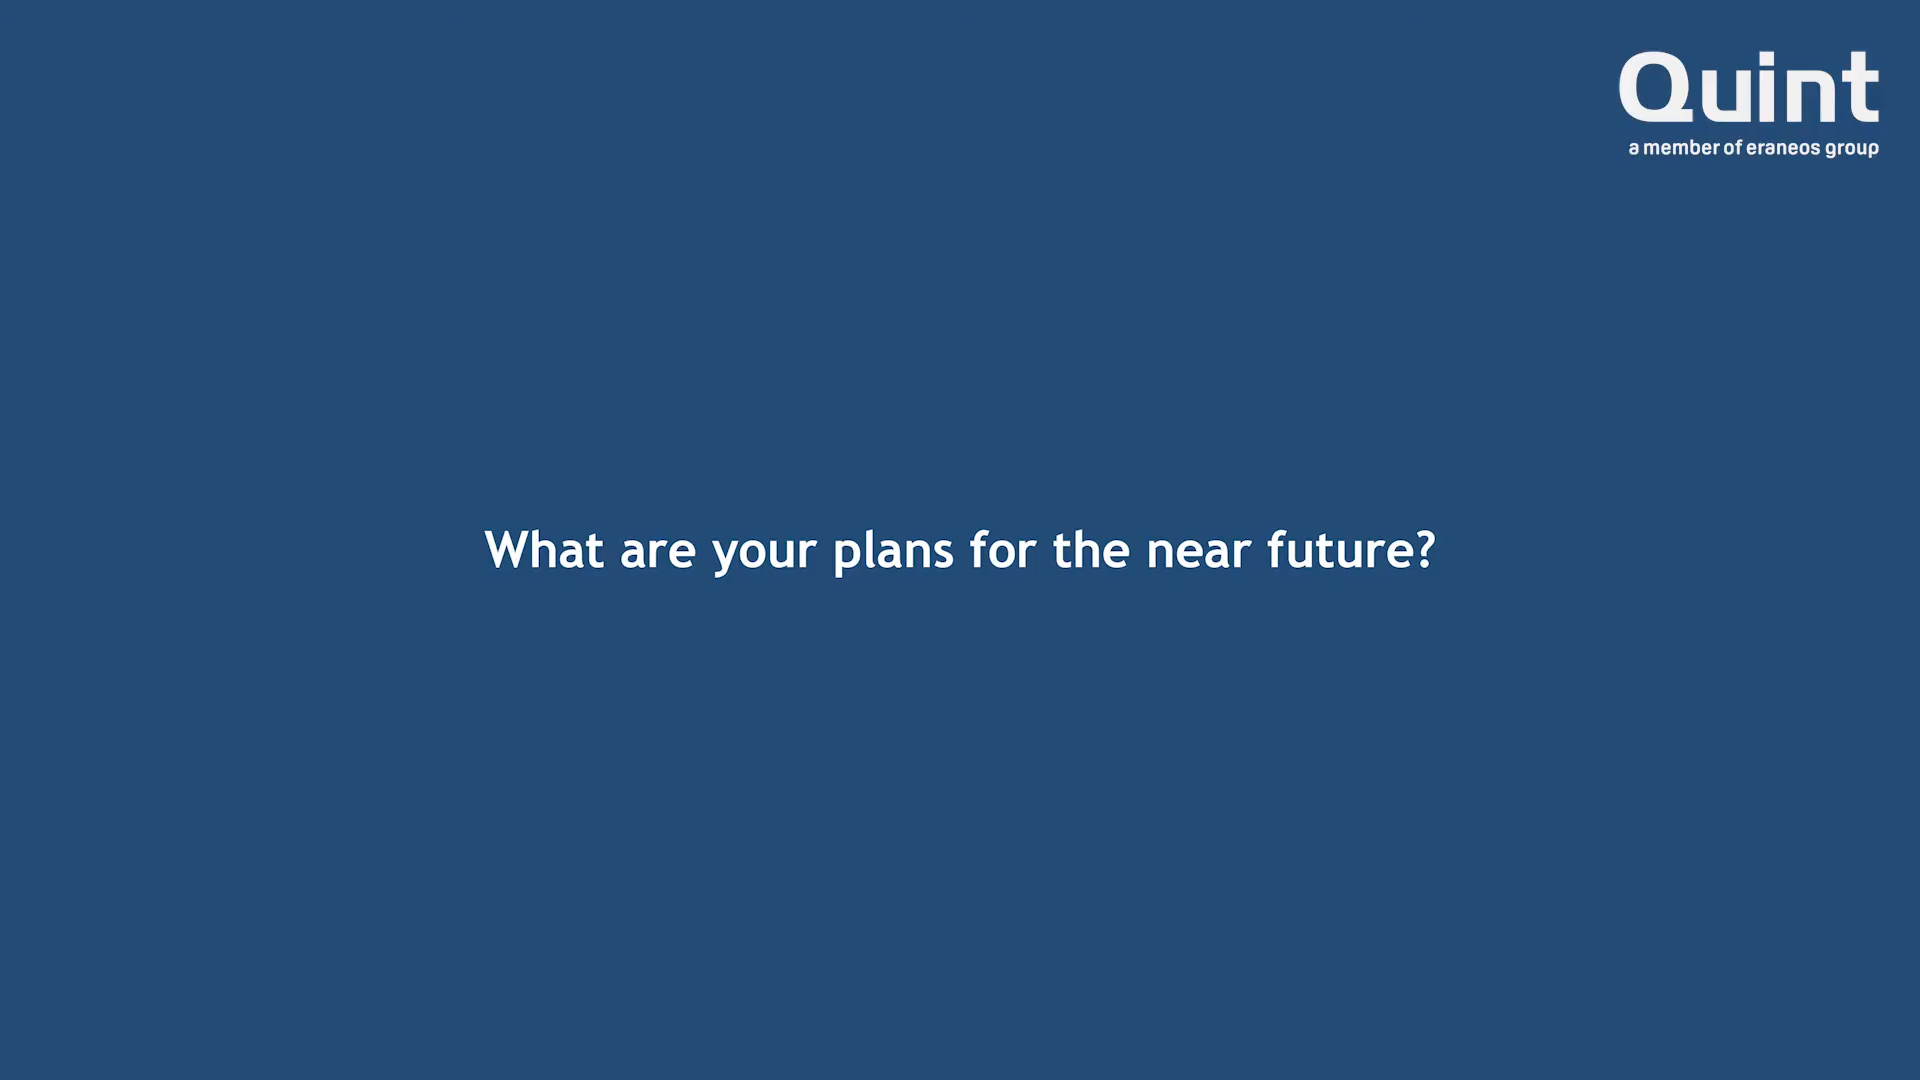 Quint
a member of eraneos group
What are your plans for the near future?